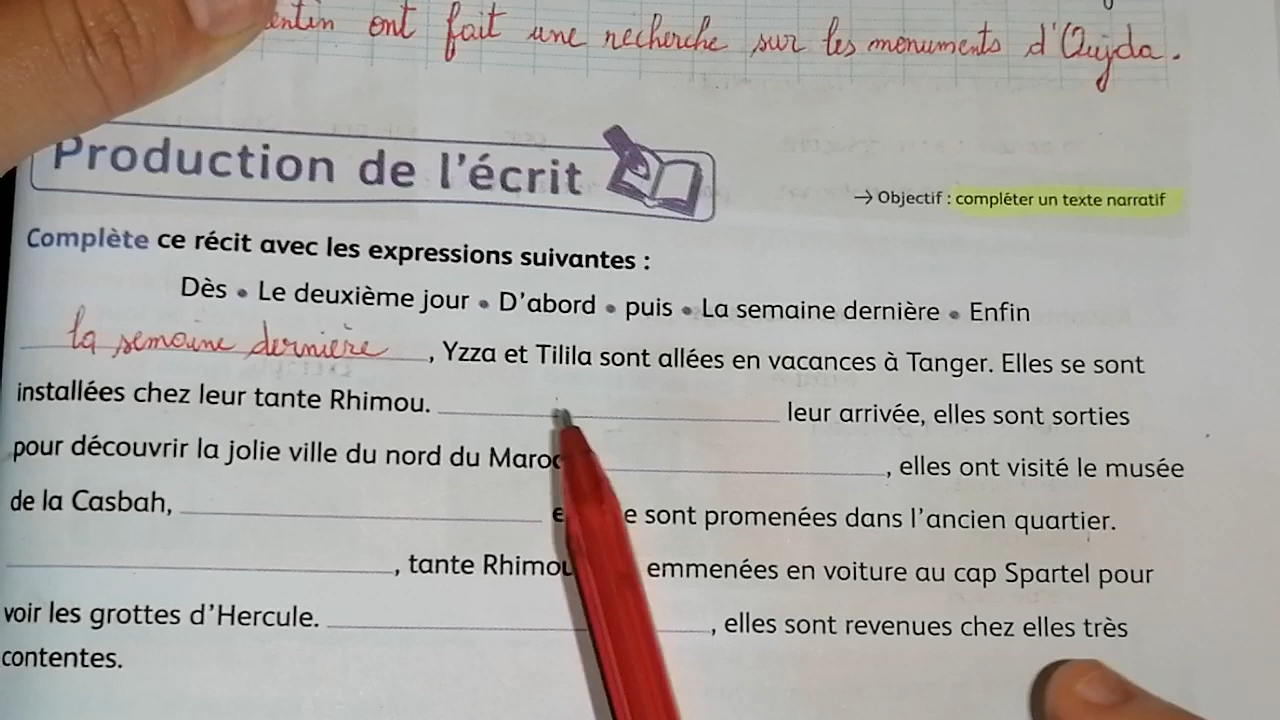 ont fait une recherche sur les monuments d'Oujda.
Production de l'écrit
→ Objectif : compléter un texte narratif
Complète ce récit avec les expressions suivantes :
Dès • Le deuxième jour • D'abord • puis • La semaine dernière • Enfin
la semaine dernière, Yzza et Tilila sont allées en vacances à Tanger. Elles se sont
installées chez leur tante Rhimou. leur arrivée, elles sont sorties
pour découvrir la jolie ville du nord du Maroc , elles ont visité le musée
de la Casbah, sont promenées dans l'ancien quartier.
, tante Rhimou emmenées en voiture au cap Spartel pour
voir les grottes d'Hercule. , elles sont revenues chez elles très
contentes.